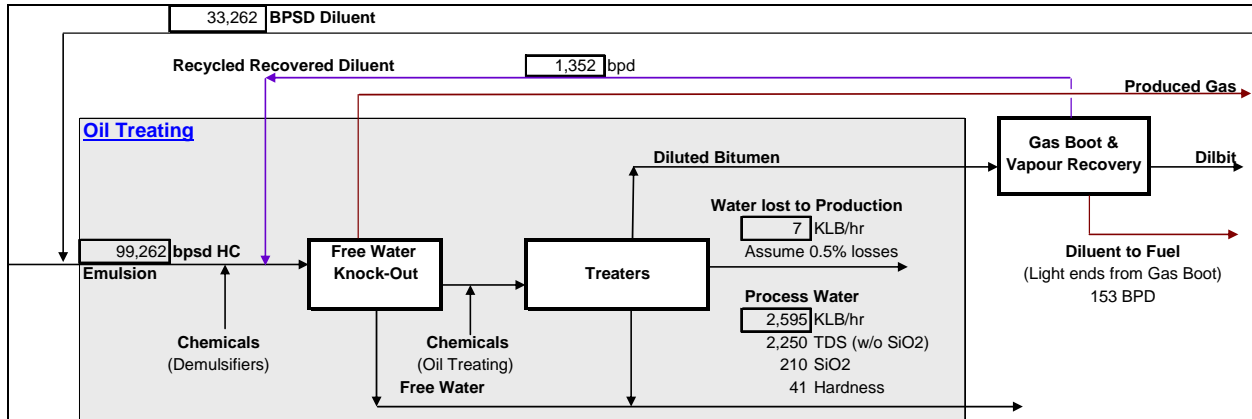 33,262 BPSD Diluent
Recycled Recovered Diluent 1,352 bpd
Produced Gas
Oil Treating
Gas Boot &
Vapour Recovery
Diluted Bitumen
Dilbit
Water lost to Production
7 KLB/hr
Assume 0.5% losses
99,262 bpsd HC
Emulsion
Free Water
Knock-Out
Treaters
Diluent to Fuel
(Light ends from Gas Boot)
153 BPD
Process Water
2,595 KLB/hr
2,250 TDS (w/o SiO2)
210 SiO2
41 Hardness
Chemicals
(Demulsifiers)
Chemicals
(Oil Treating)
Free Water